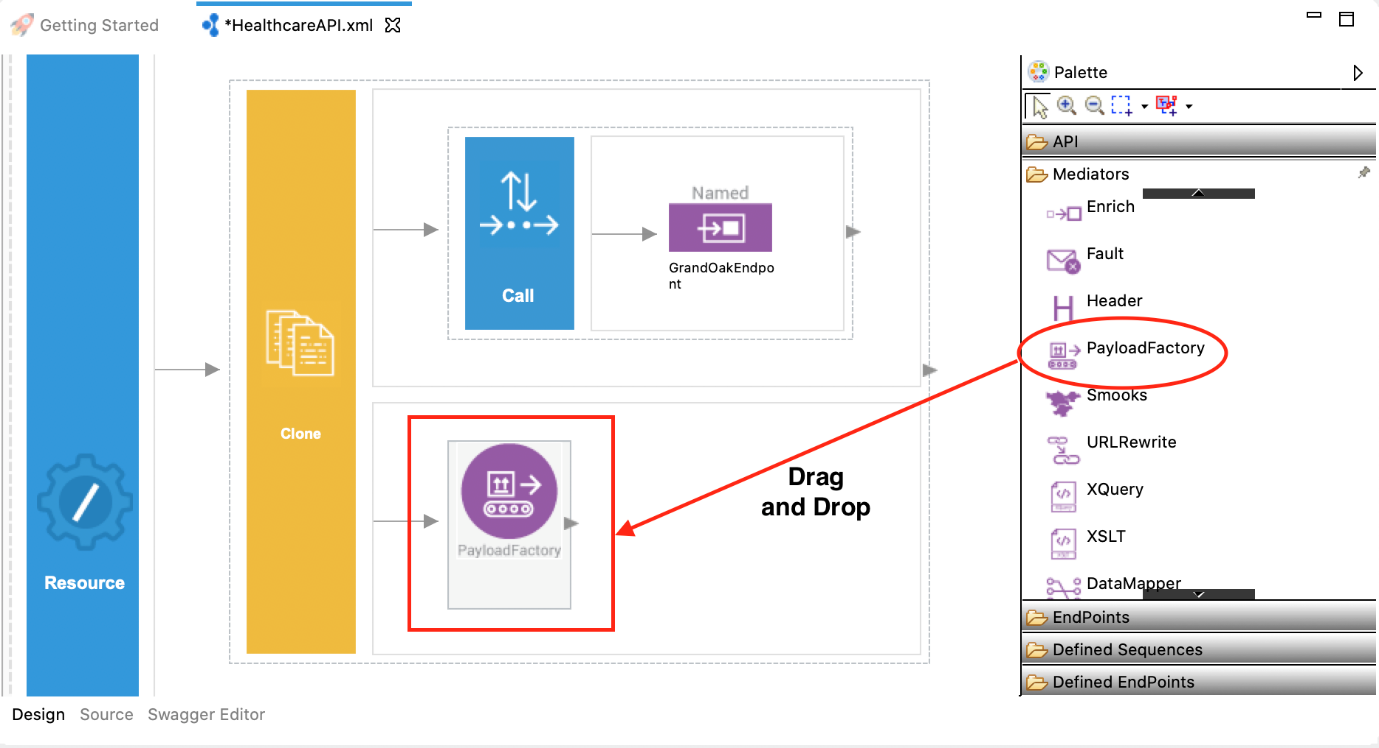 Getting Started
*HealthcareAPI.xml
Resource
Clone
Call
Named
GrandOakEndpo
nt
PayloadFactory
Drag
and Drop
Palette
API
Mediators
Enrich
Fault
Header
PayloadFactory
Smooks
URLRewrite
XQuery
XSLT
DataMapper
EndPoints
Defined Sequences
Defined EndPoints
Design Source Swagger Editor